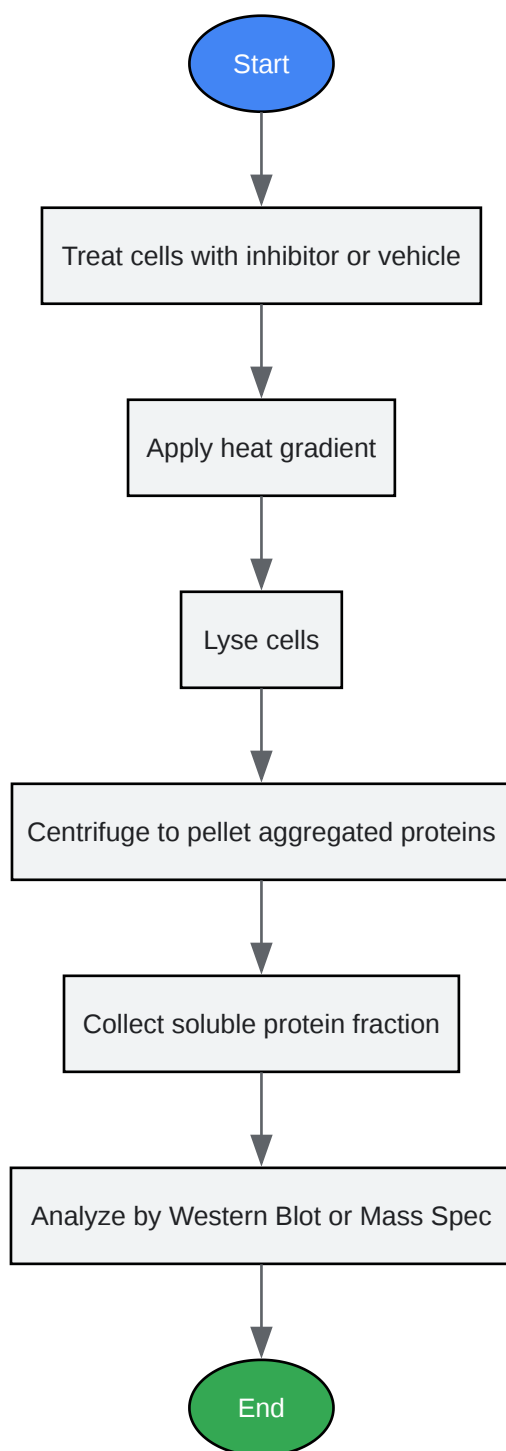 Start
Treat cells with inhibitor or vehicle
Apply heat gradient
Lyse cells
Centrifuge to pellet aggregated proteins
Collect soluble protein fraction
Analyze by Western Blot or Mass Spec
End